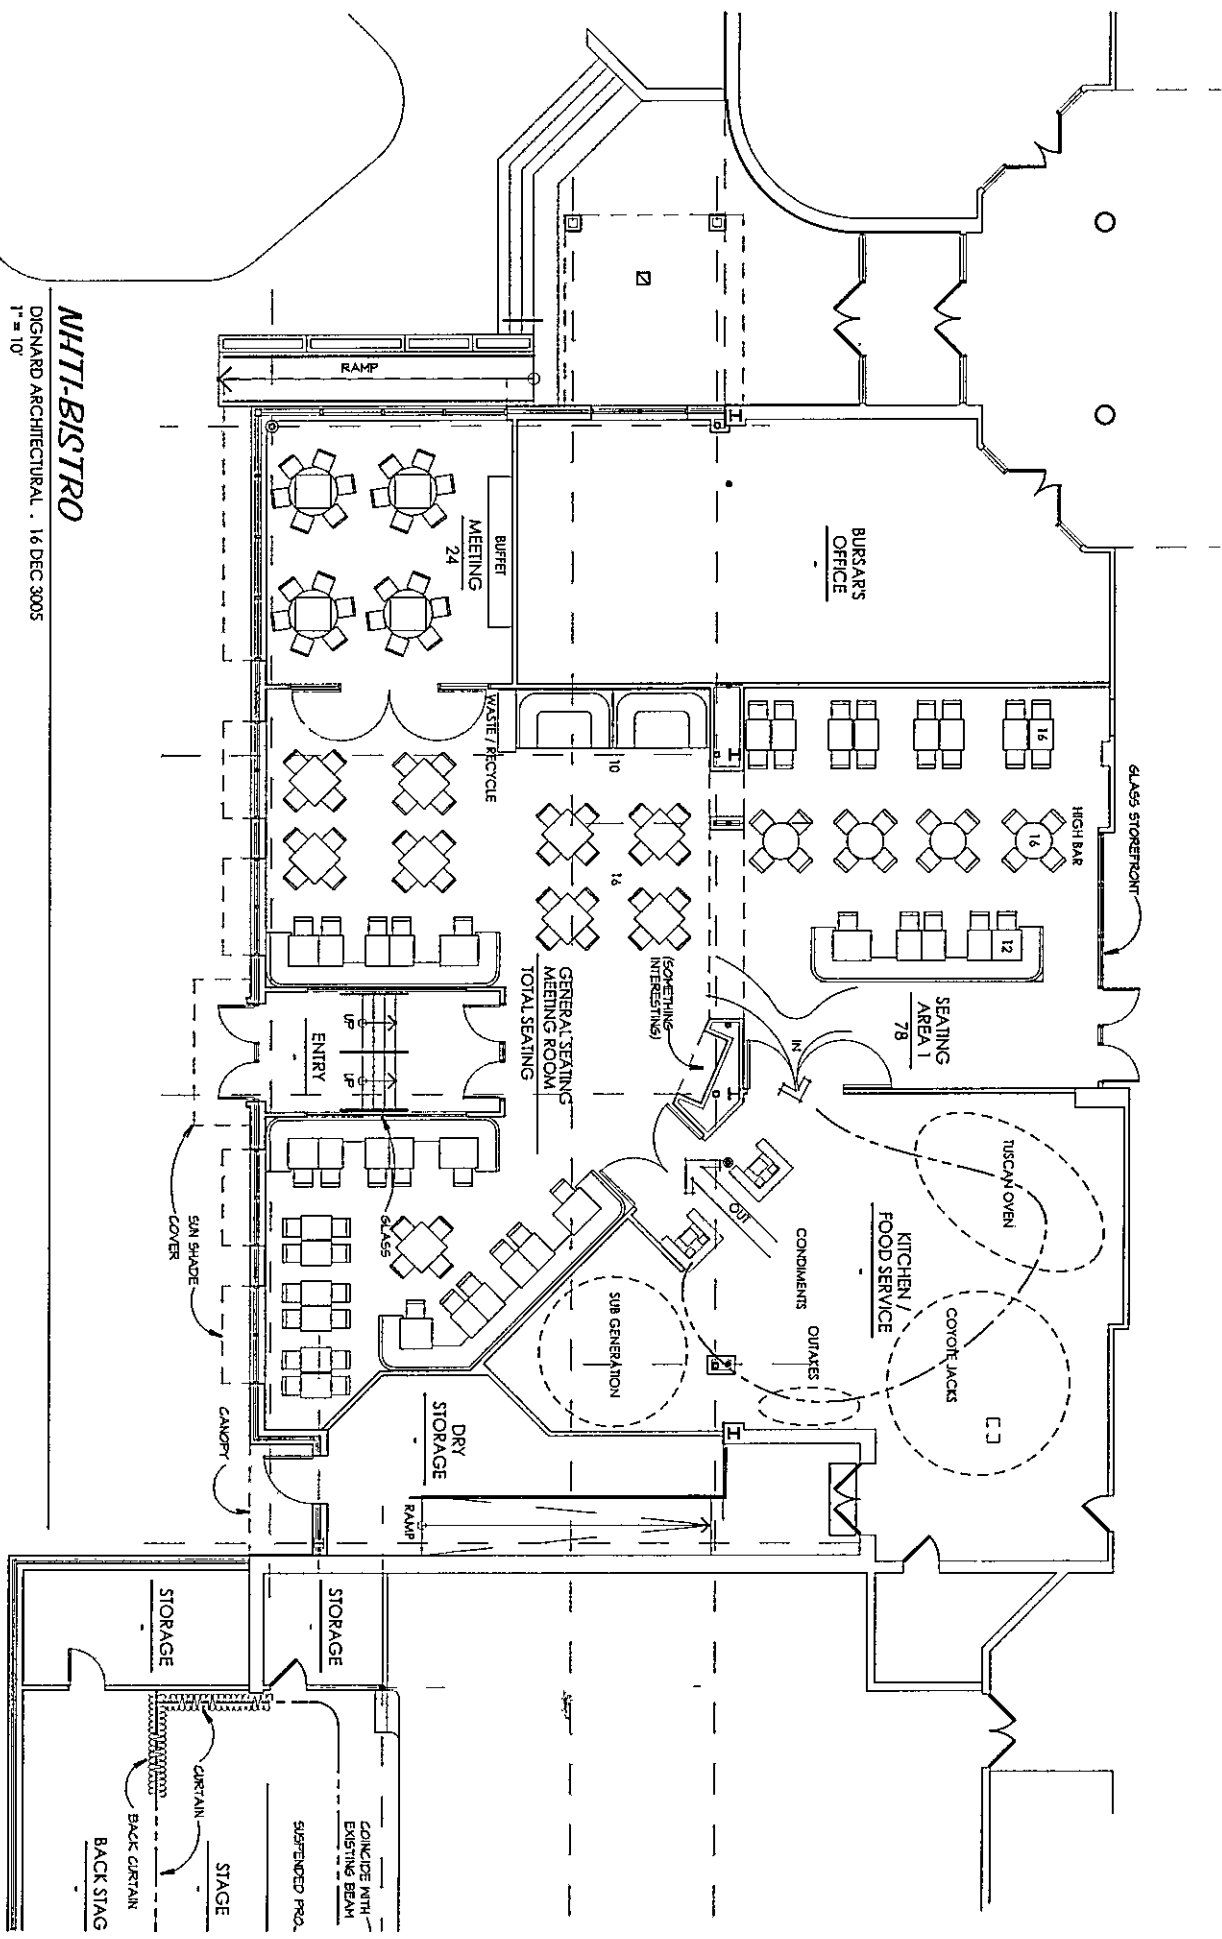 GLASS STOREFRONT
HIGH BAR
16
16
12
SEATING
AREA 1
78
BURSAR'S
OFFICE
TUSCAN OVEN
KITCHEN /
FOOD SERVICE
COYOTE JACKS
CONDIMENTS
OUTAKES
IN
OUT
(SOMETHING
INTERESTING)
SUB GENERATION
10
16
GENERAL SEATING
MEETING ROOM
TOTAL SEATING
BUFFET
MEETING
24
WASTE / RECYCLE
RAMP
UP
UP
ENTRY
GLASS
DRY
STORAGE
RAMP
SUN SHADE
COVER
CANOPY
STORAGE
STORAGE
CURTAIN
BACK CURTAIN
COINCIDE WITH
EXISTING BEAM
SUSPENDED PRO
STAGE
BACK STAG
NHTI-BISTRO
DIGNARD ARCHITECTURAL . 16 DEC 3005
1" = 10'